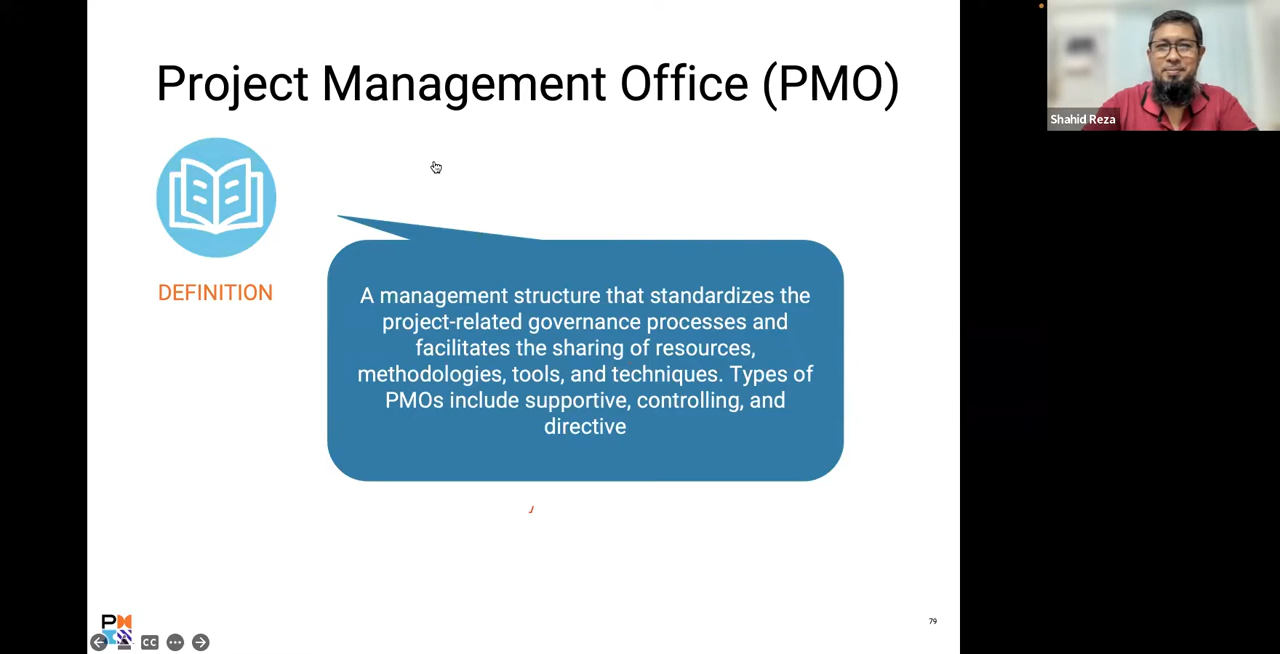 Project Management Office (PMO)
Shahid Reza
DEFINITION
A management structure that standardizes the
project-related governance processes and
facilitates the sharing of resources,
methodologies, tools, and techniques. Types of
PMOs include supportive, controlling, and
directive
79
CC